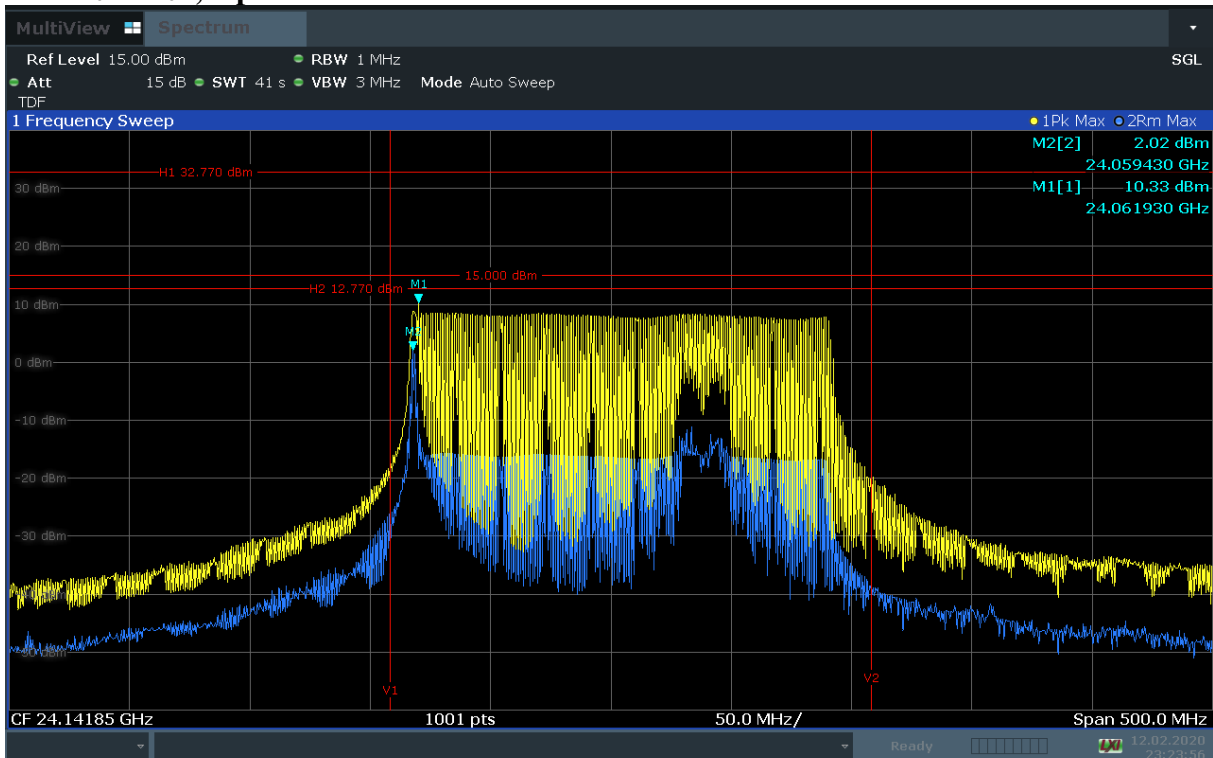 MultiView Spectrum
Ref Level 15.00 dBm RBW 1 MHz SGL
Att 15 dB SWT 41 s VBW 3 MHz Mode Auto Sweep
TDF
1 Frequency Sweep 1Pk Max 2Rm Max
M2[2] 2.02 dBm
24.059430 GHz
H1 32.770 dBm
30 dBm
M1[1] 10.33 dBm
24.061930 GHz
20 dBm
15.000 dBm
H2 12.770 dBm
M1
10 dBm
0 dBm
-10 dBm
-20 dBm
-30 dBm
V1
V2
CF 24.14185 GHz 1001 pts 50.0 MHz/ Span 500.0 MHz
Ready LXI 12.02.2020
23:23:56